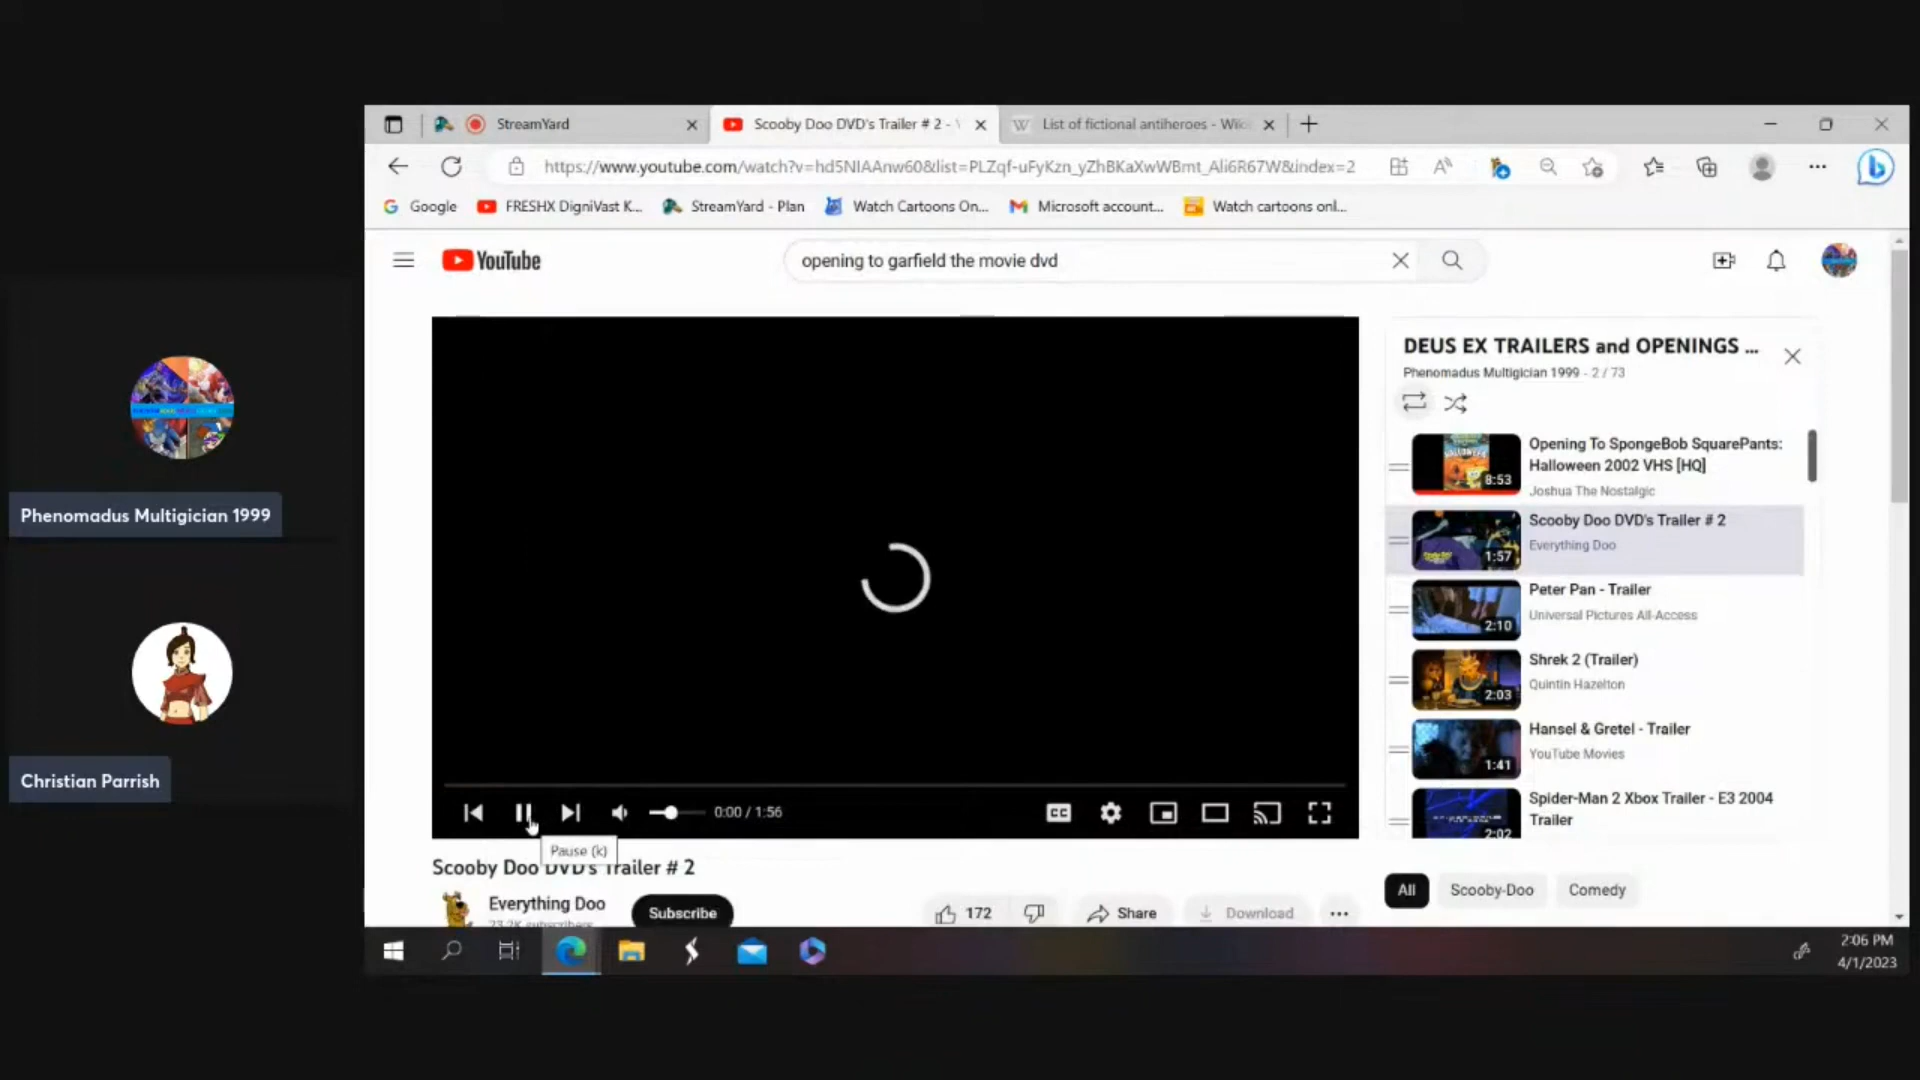 StreamYard
Scooby Doo DVD's Trailer # 2 -
List of fictional antiheroes - Wik
https://www.youtube.com/watch?v=hd5NIAAnw60&list=PLZqf-uFyKzn_yZhBKaXwWBmt_Ali6R67W&index=2
Google
FRESHX DigniVast K...
StreamYard - Plan
Watch Cartoons On...
Microsoft account...
Watch cartoons onl...
YouTube
opening to garfield the movie dvd
Phenomadus Multigician 1999
Christian Parrish
0:00 / 1:56
CC
Pause (k)
Scooby Doo DVD's Trailer # 2
Everything Doo
23.2K subscribers
Subscribe
172
Share
Download
DEUS EX TRAILERS and OPENINGS ...
Phenomadus Multigician 1999 - 2 / 73
Opening To SpongeBob SquarePants:
Halloween 2002 VHS [HQ]
Joshua The Nostalgic
8:53
Scooby Doo DVD's Trailer # 2
Everything Doo
1:57
Peter Pan - Trailer
Universal Pictures All-Access
2:10
Shrek 2 (Trailer)
Quintin Hazelton
2:03
Hansel & Gretel - Trailer
YouTube Movies
1:41
Spider-Man 2 Xbox Trailer - E3 2004
Trailer
2:02
All
Scooby-Doo
Comedy
2:06 PM
4/1/2023